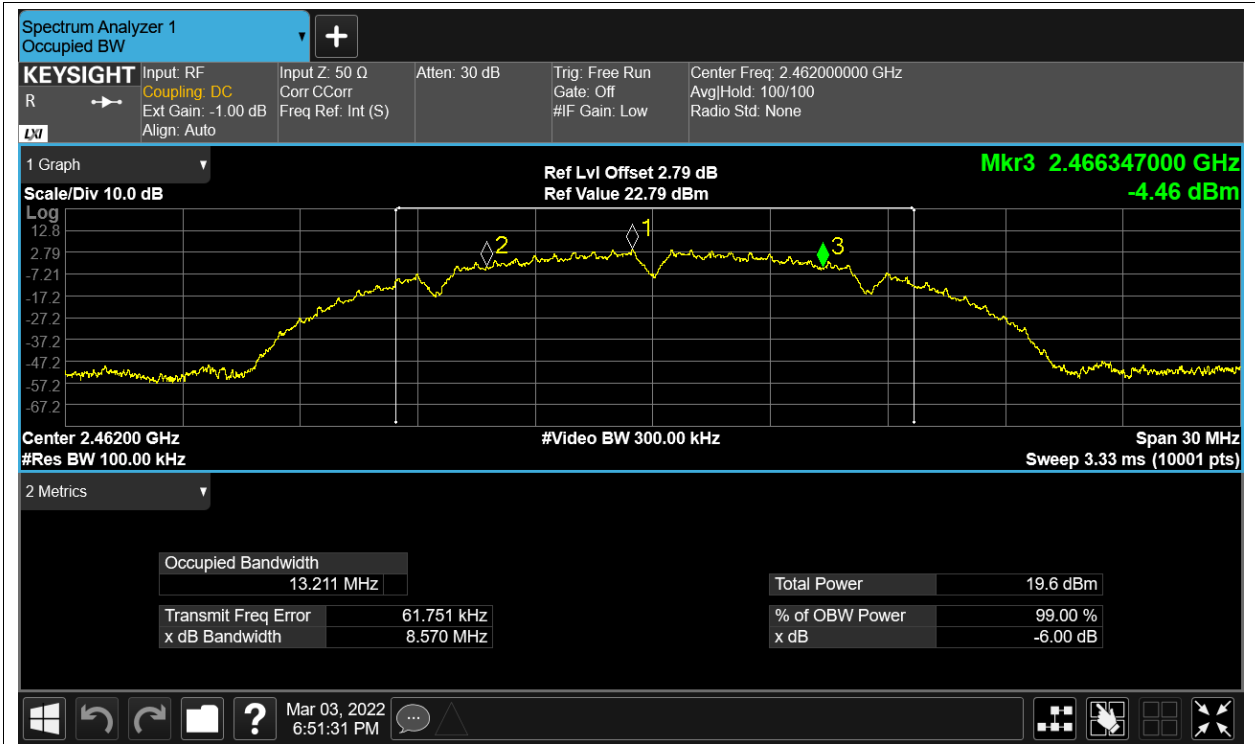 Spectrum Analyzer 1
Occupied BW
KEYSIGHT
R
LXI
Input: RF
Coupling: DC
Ext Gain: -1.00 dB
Align: Auto
Input Z: 50 Ω
Corr CCorr
Freq Ref: Int (S)
Atten: 30 dB
Trig: Free Run
Gate: Off
#IF Gain: Low
Center Freq: 2.462000000 GHz
Avg|Hold: 100/100
Radio Std: None
1 Graph
Scale/Div 10.0 dB
Ref Lvl Offset 2.79 dB
Ref Value 22.79 dBm
Mkr3 2.466347000 GHz
-4.46 dBm
Log
12.8
2.79
-7.21
-17.2
-27.2
-37.2
-47.2
-57.2
-67.2
2
1
3
Center 2.46200 GHz
#Video BW 300.00 kHz
Span 30 MHz
#Res BW 100.00 kHz
Sweep 3.33 ms (10001 pts)
2 Metrics
Occupied Bandwidth
13.211 MHz
Transmit Freq Error 61.751 kHz
x dB Bandwidth 8.570 MHz
Total Power 19.6 dBm
% of OBW Power 99.00 %
x dB -6.00 dB
?
Mar 03, 2022
6:51:31 PM